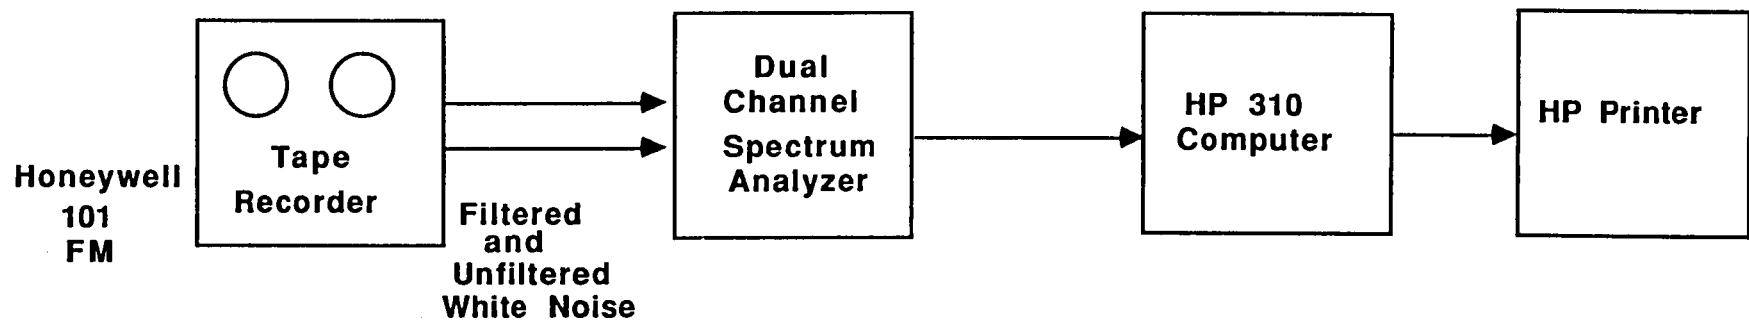 Honeywell
101
FM
Tape
Recorder
Filtered
and
Unfiltered
White Noise
Dual
Channel
Spectrum
Analyzer
HP 310
Computer
HP Printer